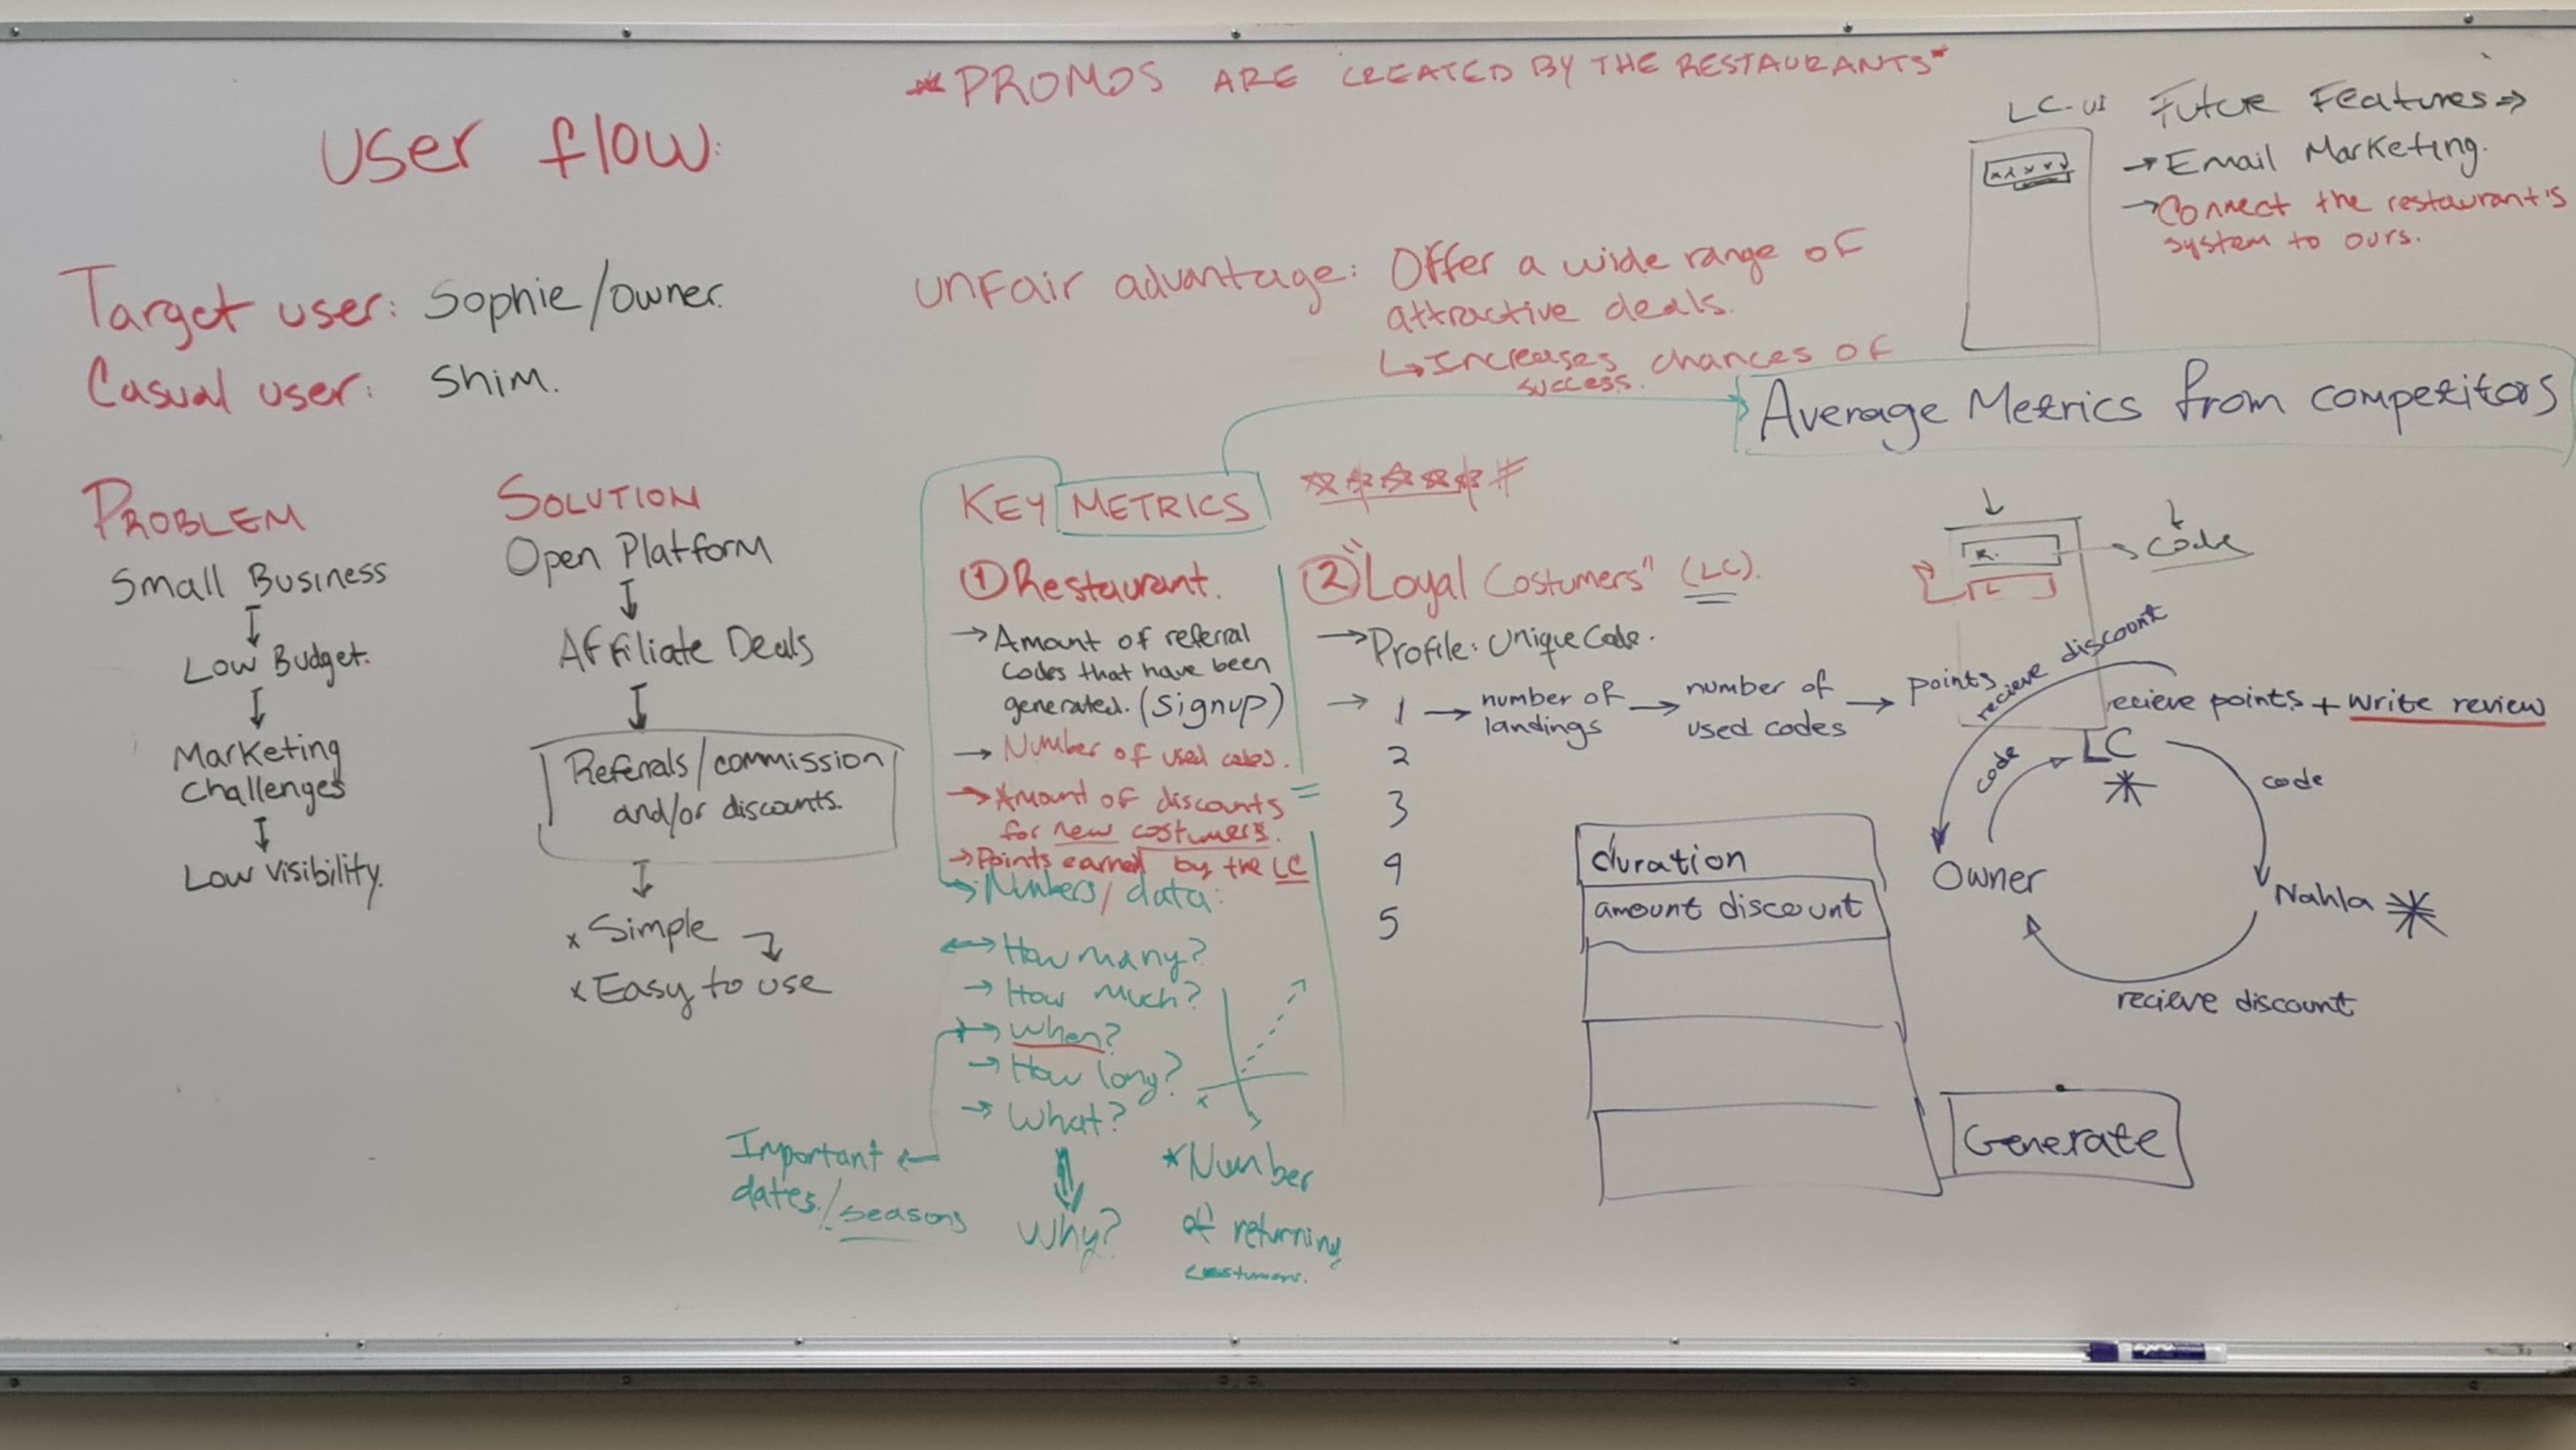 *PROMOS ARE CREATED BY THE RESTAURANTS*
User flow:
Target user: Sophie/owner.
Casual user: Shim.
PROBLEM
Small Business
Low Budget.
Marketing
Challenges
Low visibility.
SOLUTION
Open Platform
Affiliate Deals
Referrals/commission
and/or discounts.
x Simple
x Easy to use
Unfair advantage: Offer a wide range of
attractive deals.
↳ Increases chances of
success.
LC-UI
Future Features⇒
→ Email Marketing.
→ Connect the restaurant's
system to ours.
Average Metrics from competitors
KEY METRICS
① Restaurant.
→ Amount of referral
codes that have been
generated. (Signup)
→ Number of used codes.
→ Amount of discounts
for new costumers.
→ Points earned by the LC
→ Numbers/data:
→ How many?
→ How much?
→ When?
→ How long?
→ What?
Why?
Important
dates./seasons
*Number
of returning
costumers.
② "Loyal Costumers" (LC).
→ Profile: Unique Code.
→ 1 → number of
landings → number of
used codes → points
2
3
4
5
code
recieve discount
recieve points + write review
LC
code
code
Owner
Nahla
recieve discount
duration
amount discount
Generate
expo